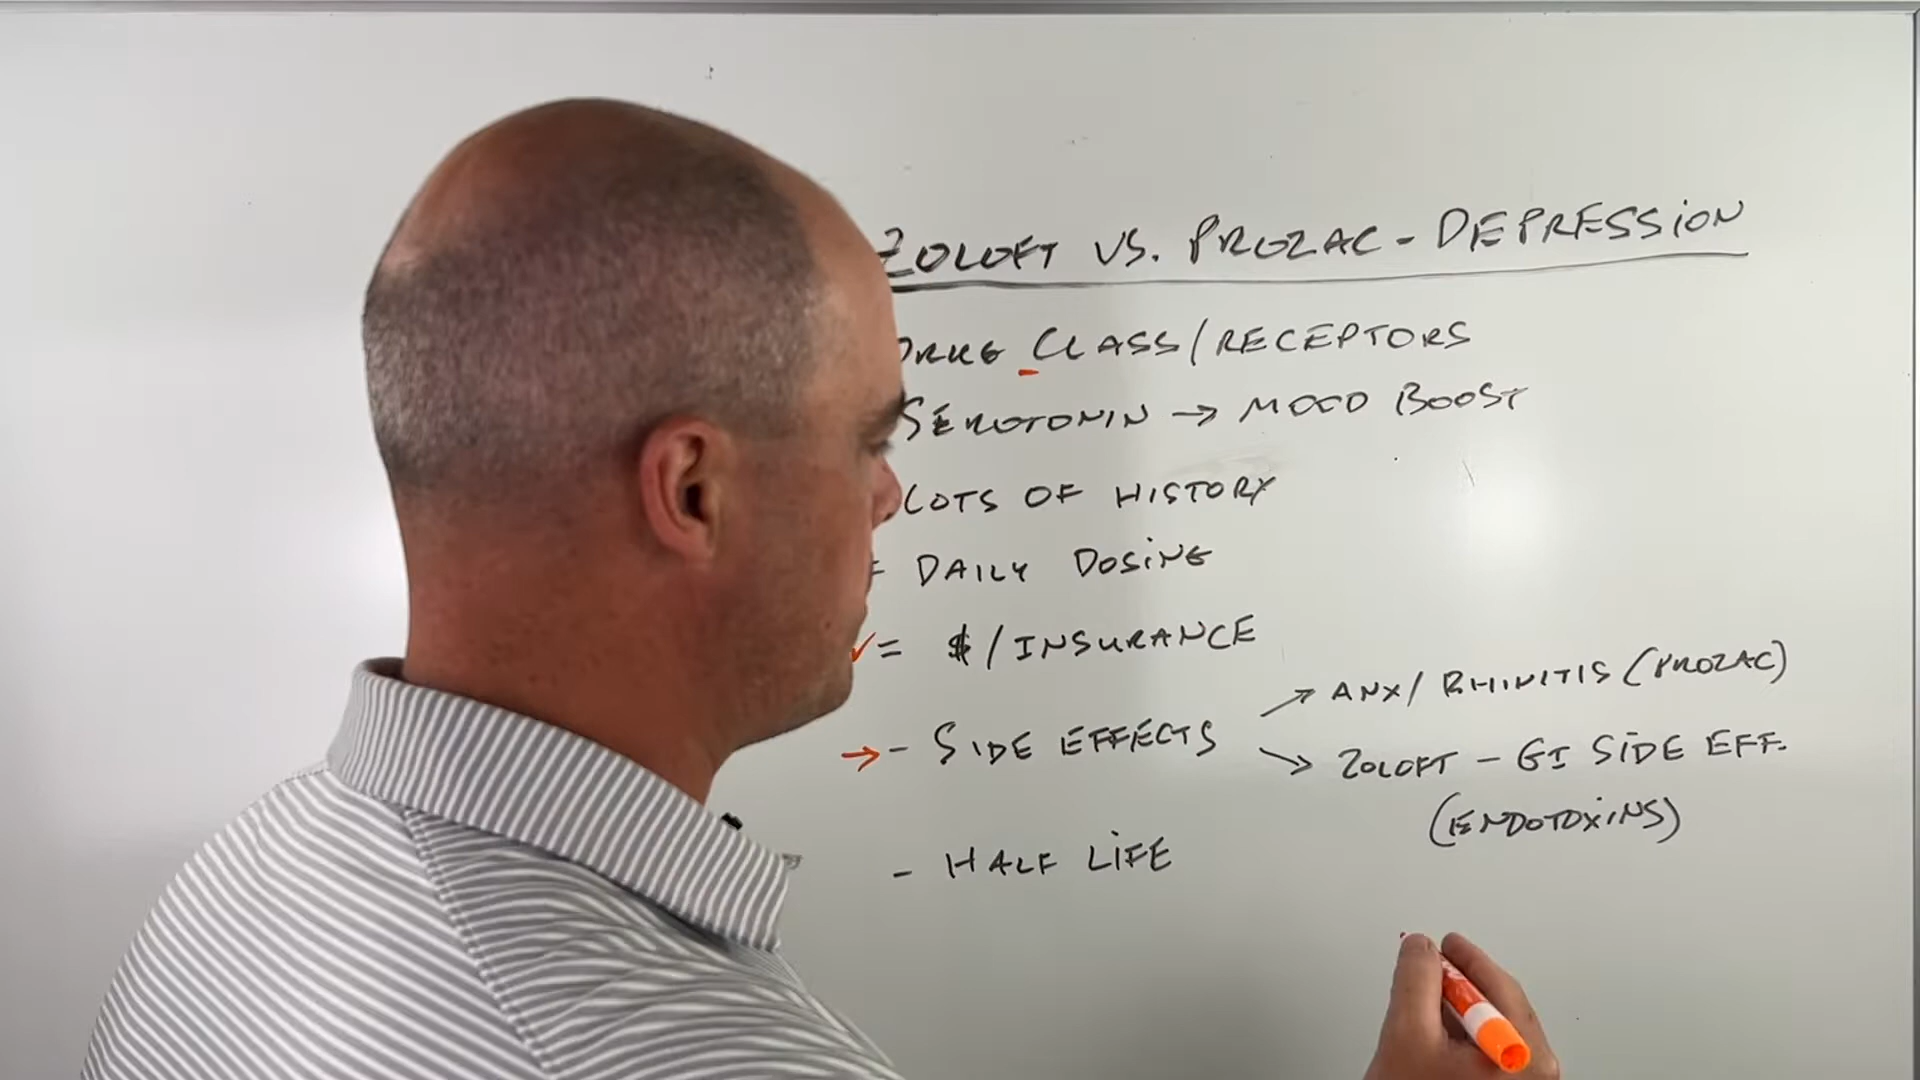 ZOLOFT VS. PROZAC - DEPRESSION
DRUG CLASS/RECEPTORS
SEROTONIN → MOOD BOOST
LOTS OF HISTORY
= DAILY DOSING
✓= $/INSURANCE
→ - SIDE EFFECTS
→ ANX/RHINITIS (PROZAC)
→ ZOLOFT - GI SIDE EFF.
(ENDOTOXINS)
- HALF LIFE